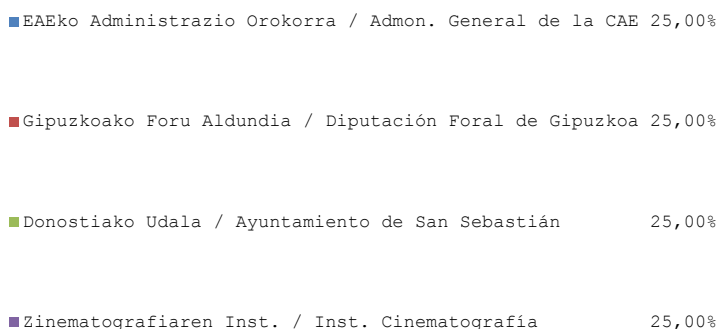 EAEko Administrazio Orokorra / Admon. General de la CAE 25,00%
Gipuzkoako Foru Aldundia / Diputación Foral de Gipuzkoa 25,00%
Donostiako Udala / Ayuntamiento de San Sebastián 25,00%
Zinematografiaren Inst. / Inst. Cinematografía 25,00%